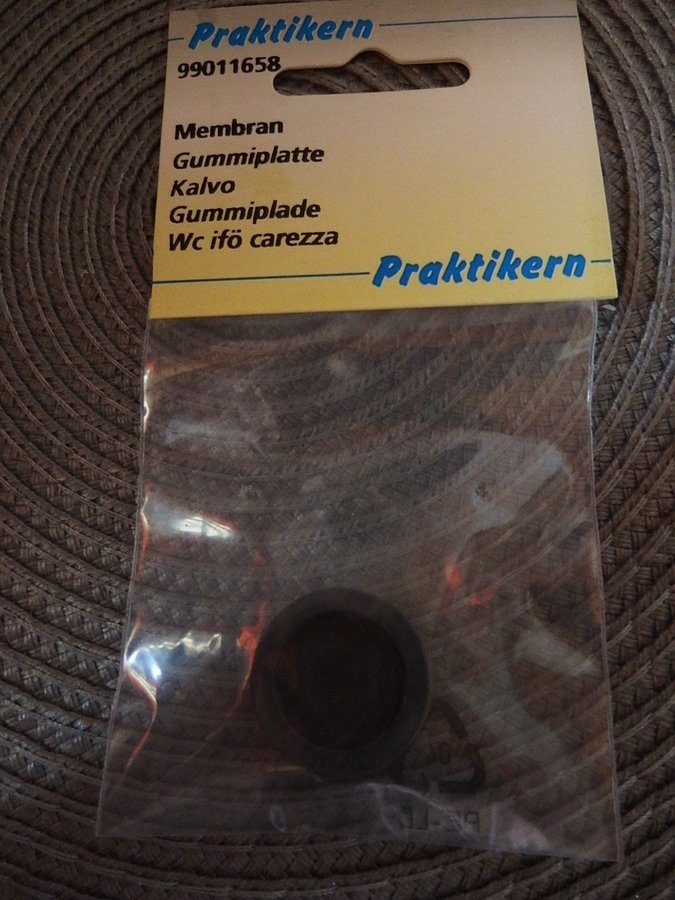 Praktikern
99011658
Membran
Gummiplatte
Kalvo
Gummiplade
Wc ifö carezza
Praktikern